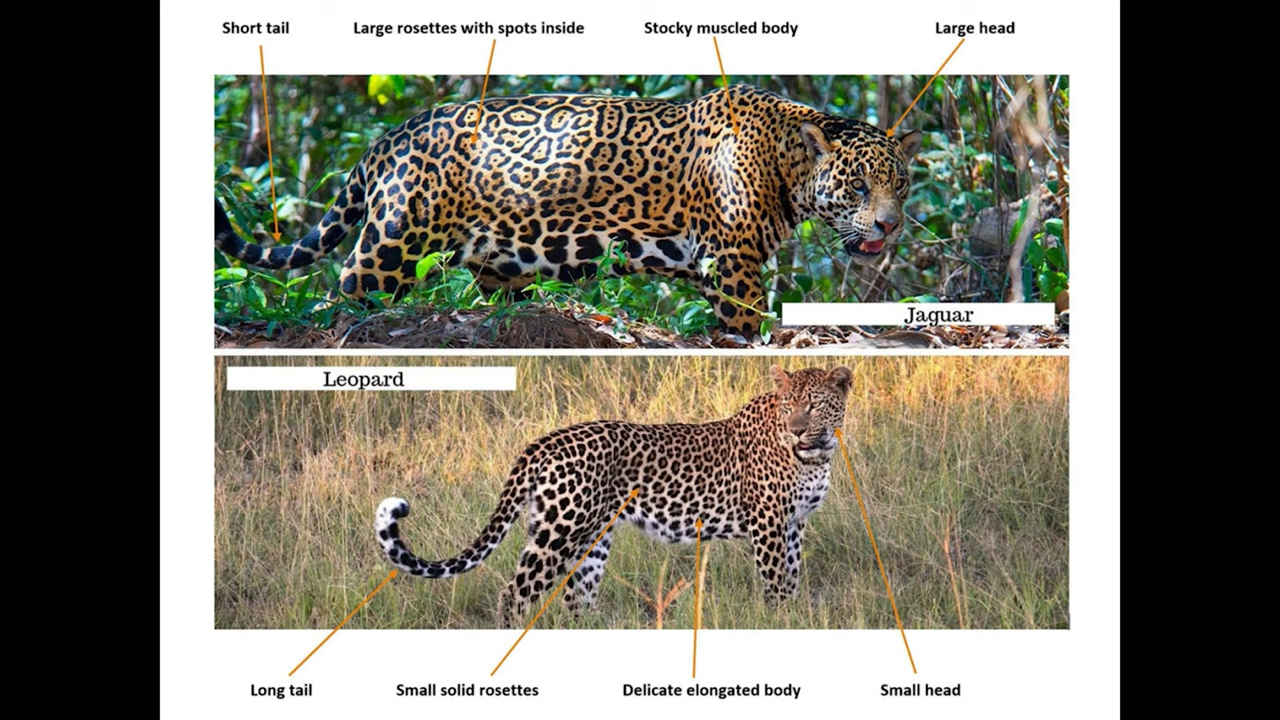 Short tail
Large rosettes with spots inside
Stocky muscled body
Large head
Jaguar
Leopard
Long tail
Small solid rosettes
Delicate elongated body
Small head